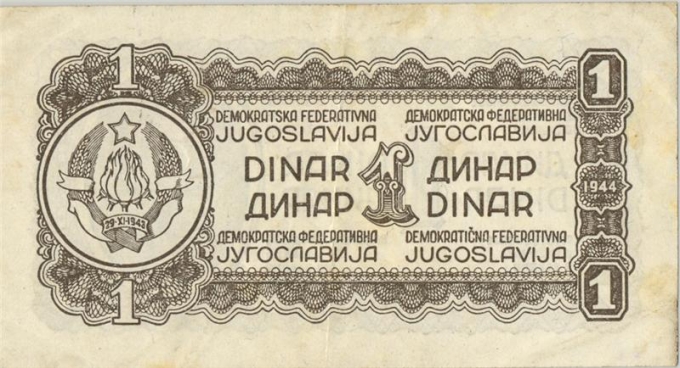 1
1
DEMOKRATSKA FEDERATIVNA
JUGOSLAVIJA
ДЕМОКРАТСКА ФЕДЕРАТИВНА
ЈУГОСЛАВИЈА
DINAR
1
ДИНАР
ДИНАР
DINAR
1944
29·XI·1943
ДЕМОКРАТСКА ФЕДЕРАТИВНА
ЈУГОСЛАВИЈА
DEMOKRATIČNA FEDERATIVNA
JUGOSLAVIJA
1
1